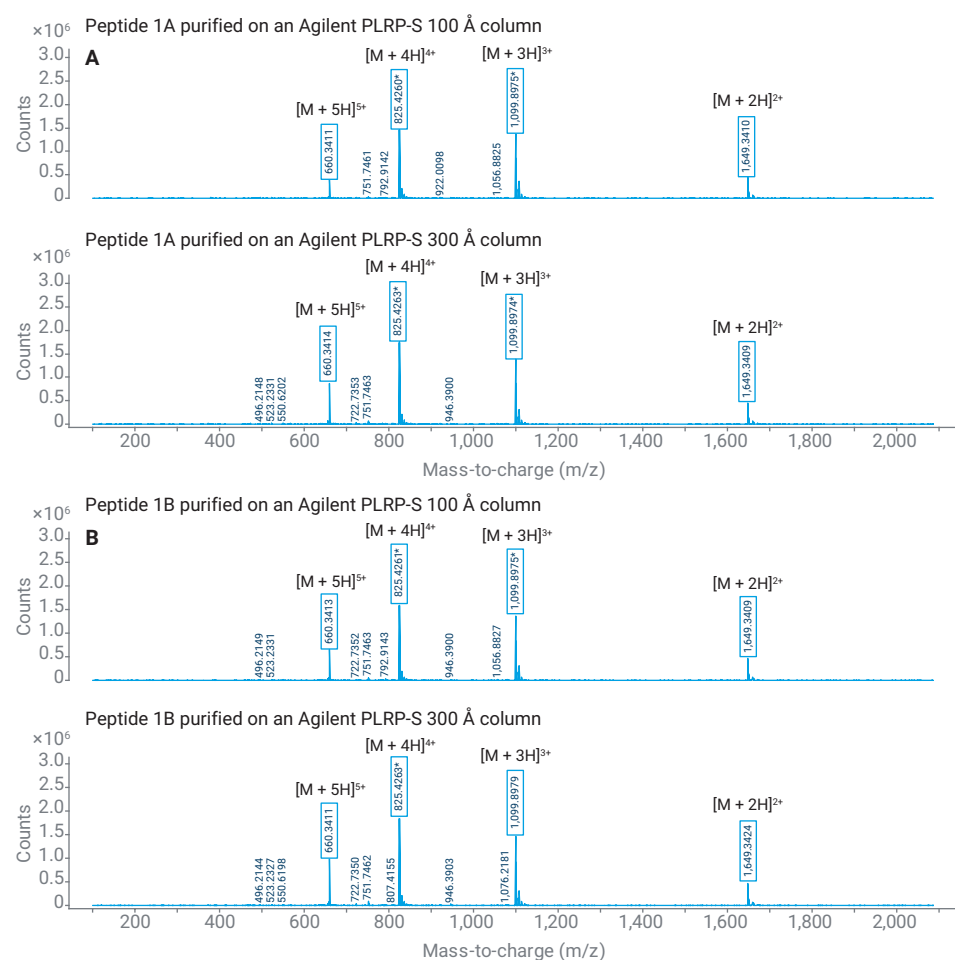 Peptide 1A purified on an Agilent PLRP-S 100 Å column
×10⁶
A
[M + 5H]⁵⁺
[M + 4H]⁴⁺
[M + 3H]³⁺
[M + 2H]²⁺
3.0
2.5
2.0
1.5
1.0
0.5
0
Counts
660.3411
751.7461
792.9142
825.4260*
922.0098
1,056.8825
1,099.8975*
1,649.3410
Peptide 1A purified on an Agilent PLRP-S 300 Å column
×10⁶
[M + 5H]⁵⁺
[M + 4H]⁴⁺
[M + 3H]³⁺
[M + 2H]²⁺
3.0
2.5
2.0
1.5
1.0
0.5
0
Counts
496.2148
523.2331
550.6202
660.3414
722.7353
751.7463
825.4263*
946.3900
1,099.8974*
1,649.3409
200 400 600 800 1,000 1,200 1,400 1,600 1,800 2,000
Mass-to-charge (m/z)
Peptide 1B purified on an Agilent PLRP-S 100 Å column
×10⁶
B
[M + 5H]⁵⁺
[M + 4H]⁴⁺
[M + 3H]³⁺
[M + 2H]²⁺
3.0
2.5
2.0
1.5
1.0
0.5
0
Counts
496.2149
523.2331
660.3413
722.7352
751.7463
792.9143
825.4261*
946.3900
1,056.8827
1,099.8975*
1,649.3409
Peptide 1B purified on an Agilent PLRP-S 300 Å column
×10⁶
[M + 5H]⁵⁺
[M + 4H]⁴⁺
[M + 3H]³⁺
[M + 2H]²⁺
3.0
2.5
2.0
1.5
1.0
0.5
0
Counts
496.2144
523.2327
550.6198
660.3411
722.7350
751.7462
807.4155
825.4263*
946.3903
1,076.2181
1,099.8979
1,649.3424
200 400 600 800 1,000 1,200 1,400 1,600 1,800 2,000
Mass-to-charge (m/z)